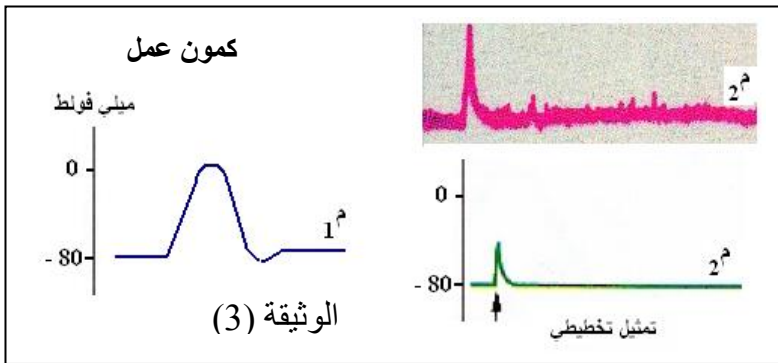 كمون عمل
ميلي فولط
0
- 80
م1
الوثيقة (3)
م2
0
- 80
م2
تمثيل تخطيطي